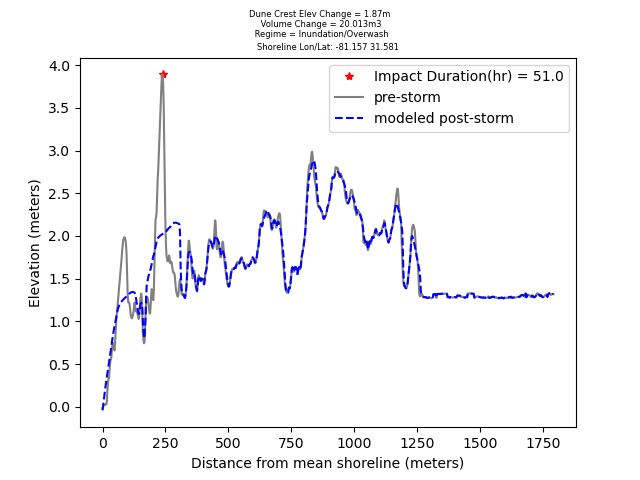 Dune Crest Elev Change = 1.87m
Volume Change = 20.013m3
Regime = Inundation/Overwash
Shoreline Lon/Lat: -81.157 31.581
Impact Duration(hr) = 51.0
pre-storm
modeled post-storm
Elevation (meters)
4.0
3.5
3.0
2.5
2.0
1.5
1.0
0.5
0.0
0 250 500 750 1000 1250 1500 1750
Distance from mean shoreline (meters)